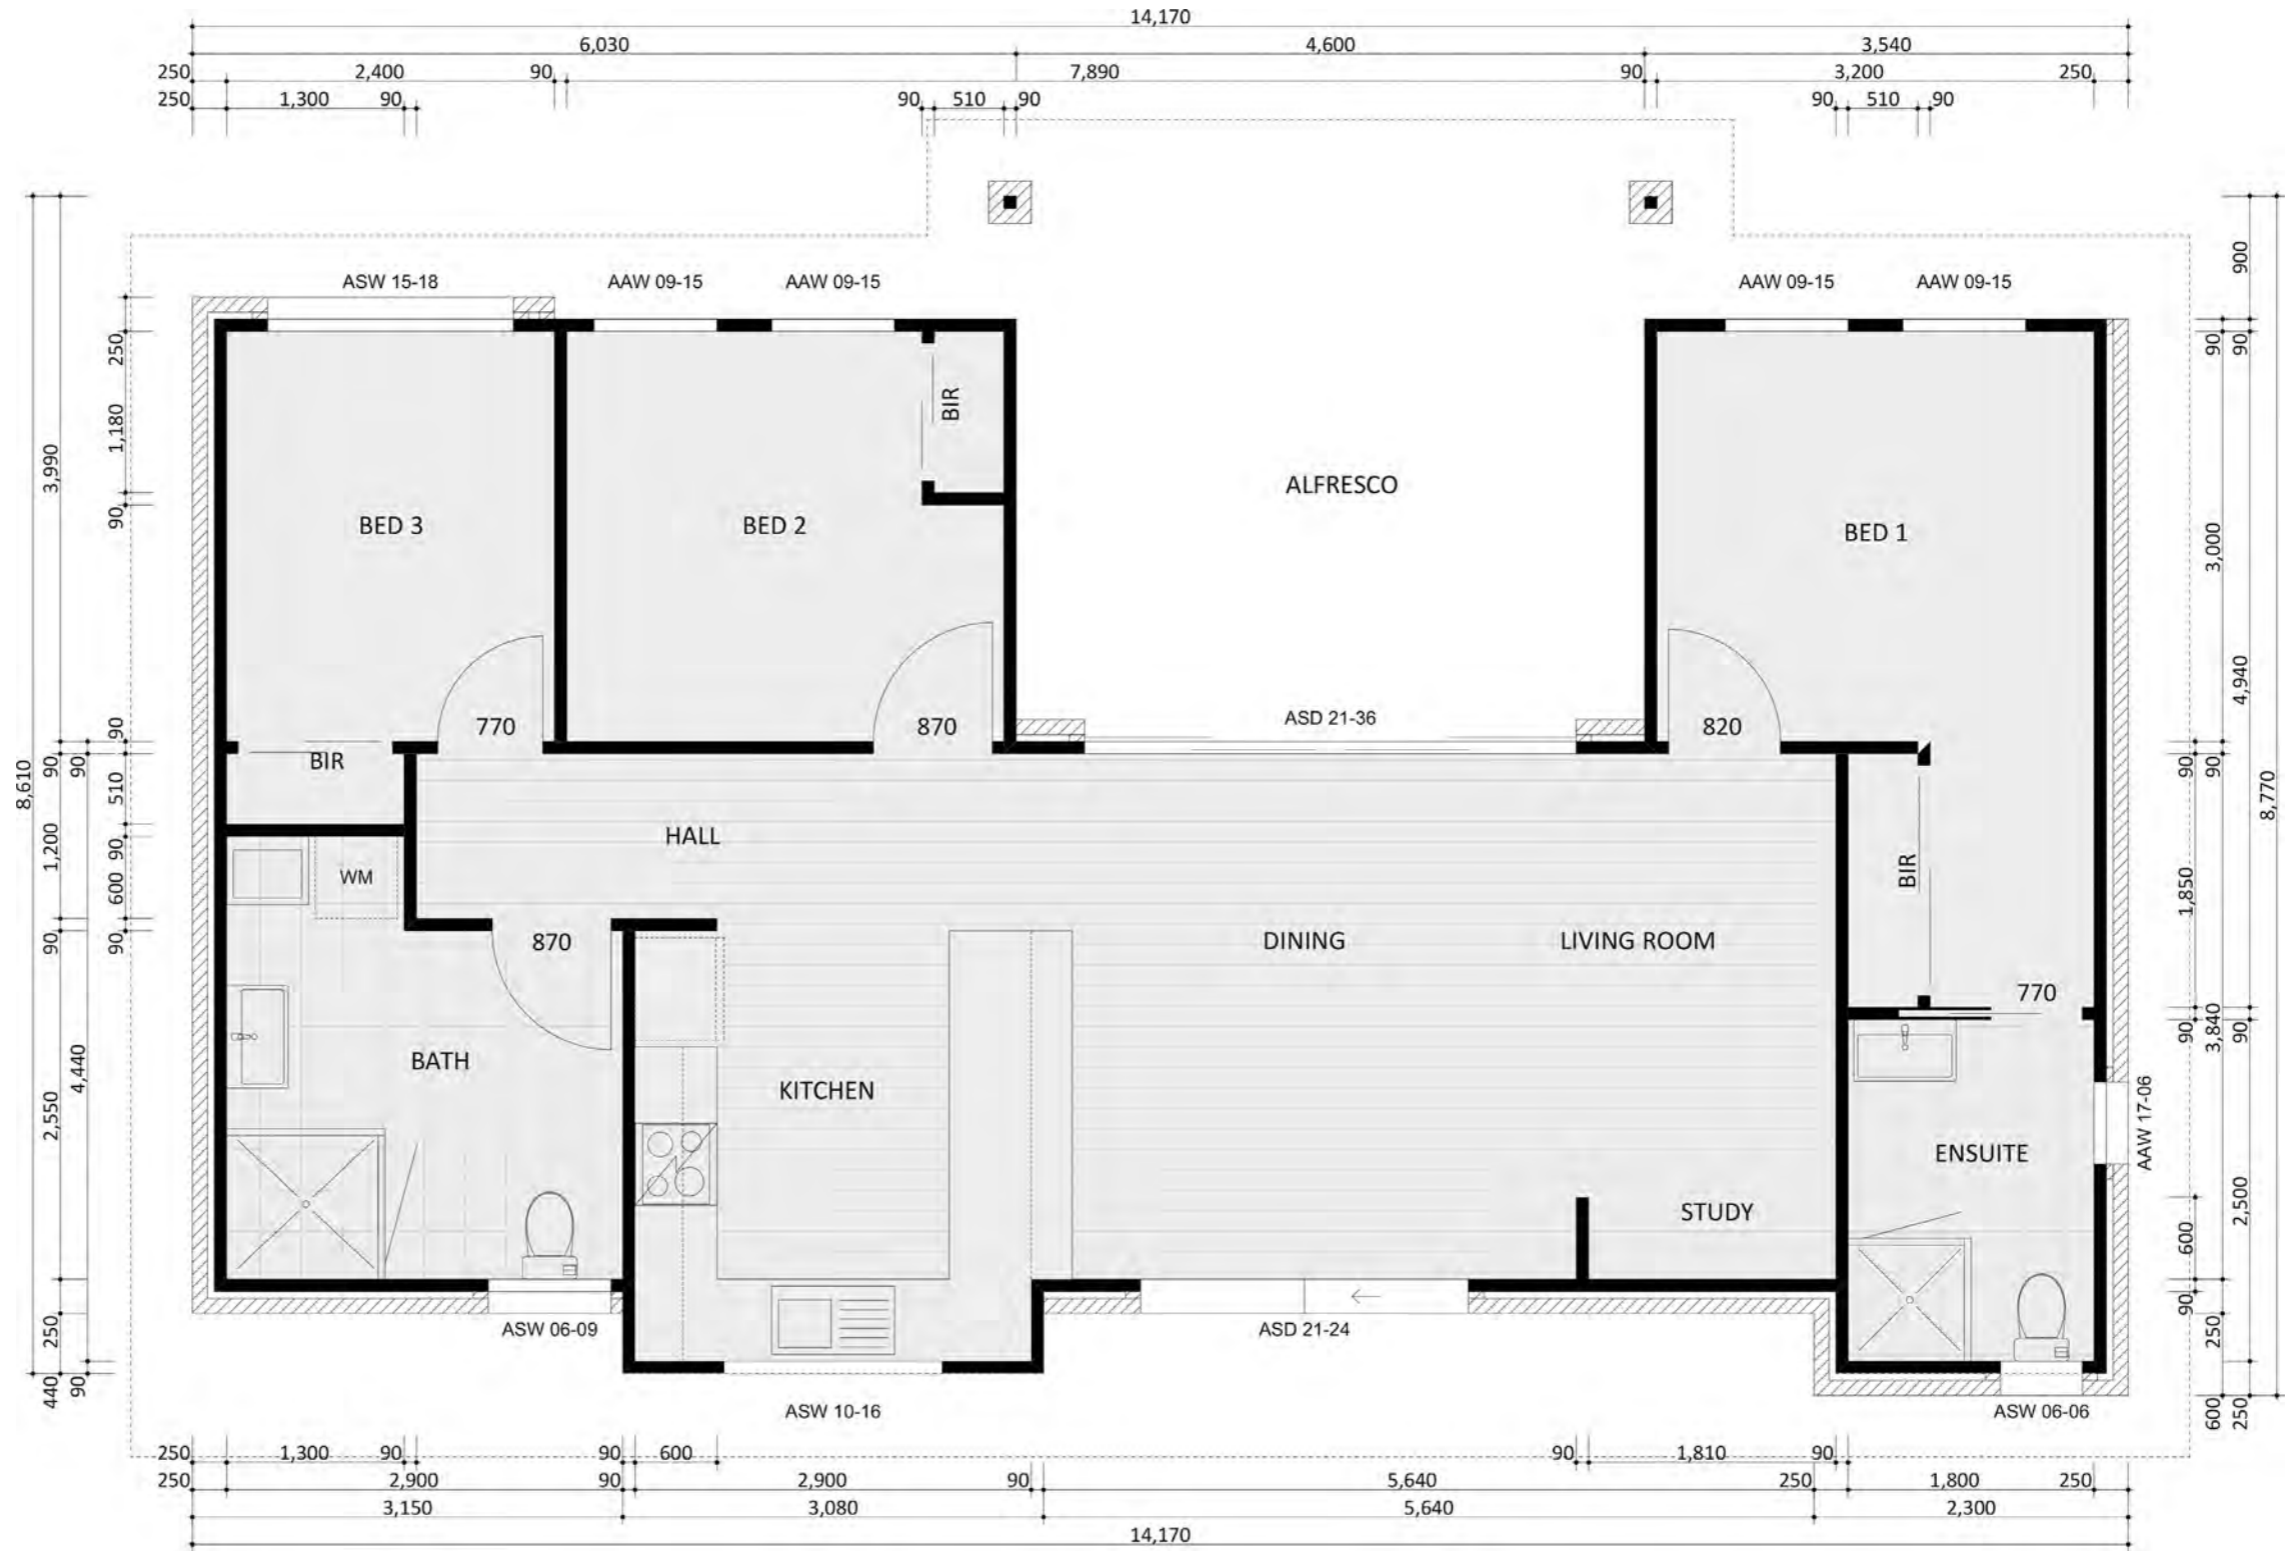 14,170
6,030 4,600 3,540
250 2,400 90 7,890 90 3,200 250
250 1,300 90 90 510 90 90 510 90
ASW 15-18 AAW 09-15 AAW 09-15 AAW 09-15 AAW 09-15
900
250 90 90
1,180
BIR
3,990
ALFRESCO
BED 3 BED 2 BED 1
90
3,000
4,940
ASD 21-36
770 870 820
90
BIR
90 90 510
90 90
8,610
8,770
HALL
1,200 90
WM
600
BIR
1,850
870
DINING LIVING ROOM
90 90
770
90 3,840 90
BATH
4,440
KITCHEN
2,550
AAW 17-06
ENSUITE
STUDY
2,500
600
90
250
250
ASW 06-09 ASD 21-24
440 90
ASW 10-16 ASW 06-06
600 250
250 1,300 90 90 600 90 1,810 90
250 2,900 90 2,900 90 5,640 250 1,800 250
3,150 3,080 5,640 2,300
14,170